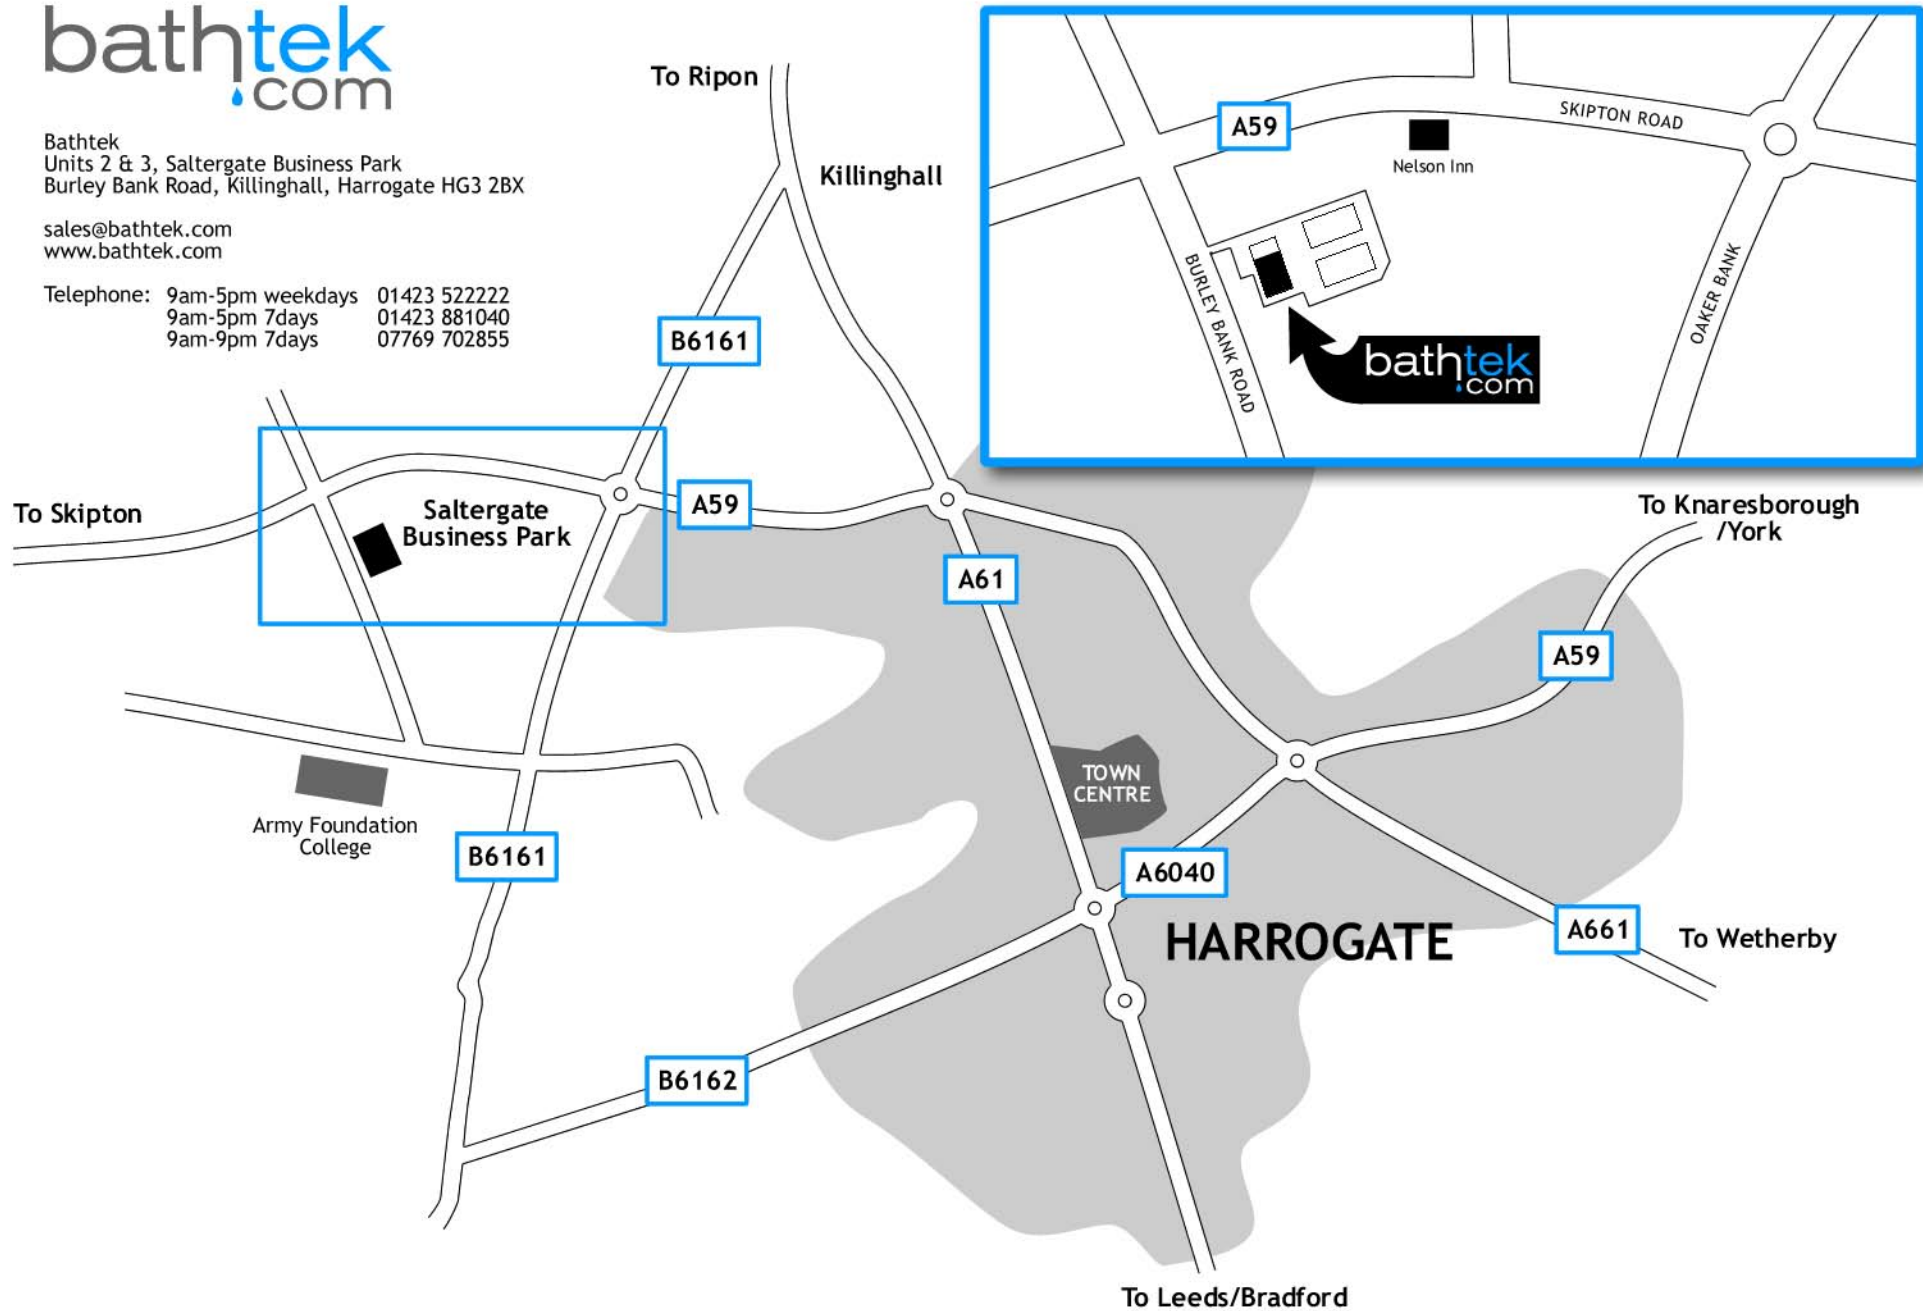 bathtek
.com
Bathtek
Units 2 & 3, Saltergate Business Park
Burley Bank Road, Killinghall, Harrogate HG3 2BX
sales@bathtek.com
www.bathtek.com
Telephone: 9am-5pm weekdays 01423 522222
9am-5pm 7days 01423 881040
9am-9pm 7days 07769 702855
To Ripon
Killinghall
B6161
A59
SKIPTON ROAD
Nelson Inn
BURLEY BANK ROAD
OAKER BANK
bathtek
.com
To Skipton
Saltergate
Business Park
A59
A61
To Knaresborough
/York
A59
TOWN
CENTRE
Army Foundation
College
B6161
A6040
HARROGATE
A661
To Wetherby
B6162
To Leeds/Bradford